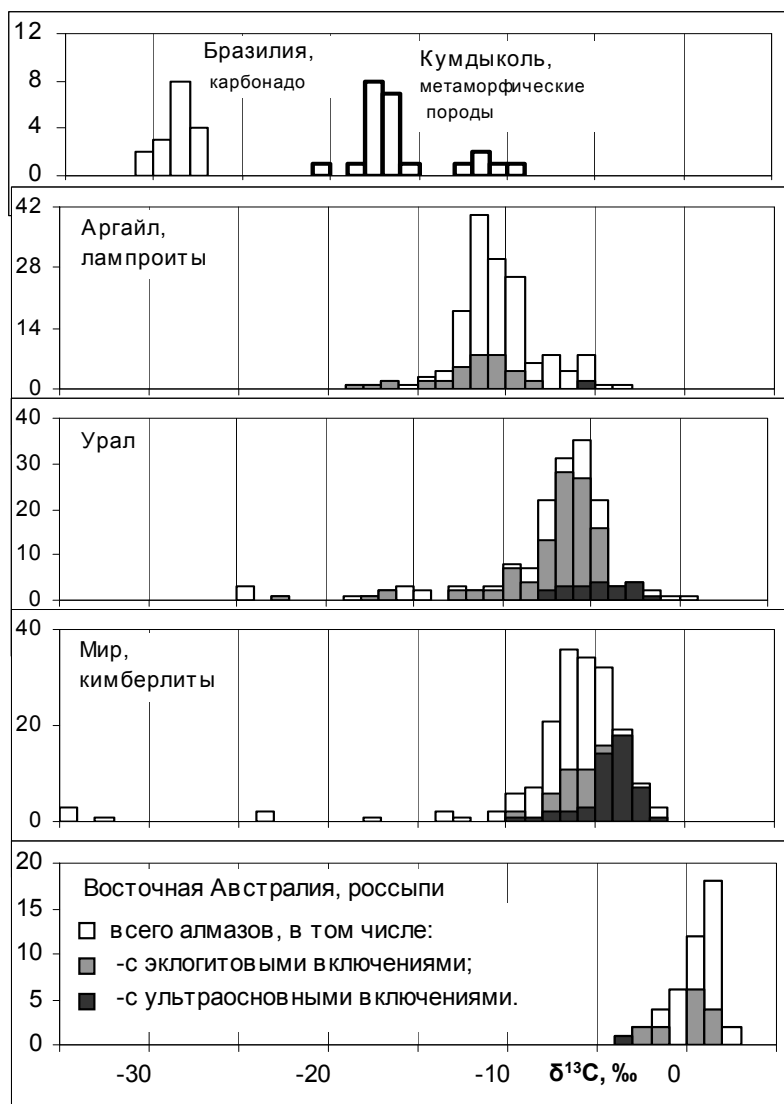 12
8
4
0
Бразилия,
карбонадо
Кумдыколь,
метаморфические
породы
42
28
14
0
Аргайл,
лампроиты
40
30
20
10
0
Урал
40
20
0
Мир,
кимберлиты
20
15
10
5
0
Восточная Австралия, россыпи
всего алмазов, в том числе:
-с эклогитовыми включениями;
-с ультраосновными включениями.
-30 -20 -10 δ¹³C, ‰ 0